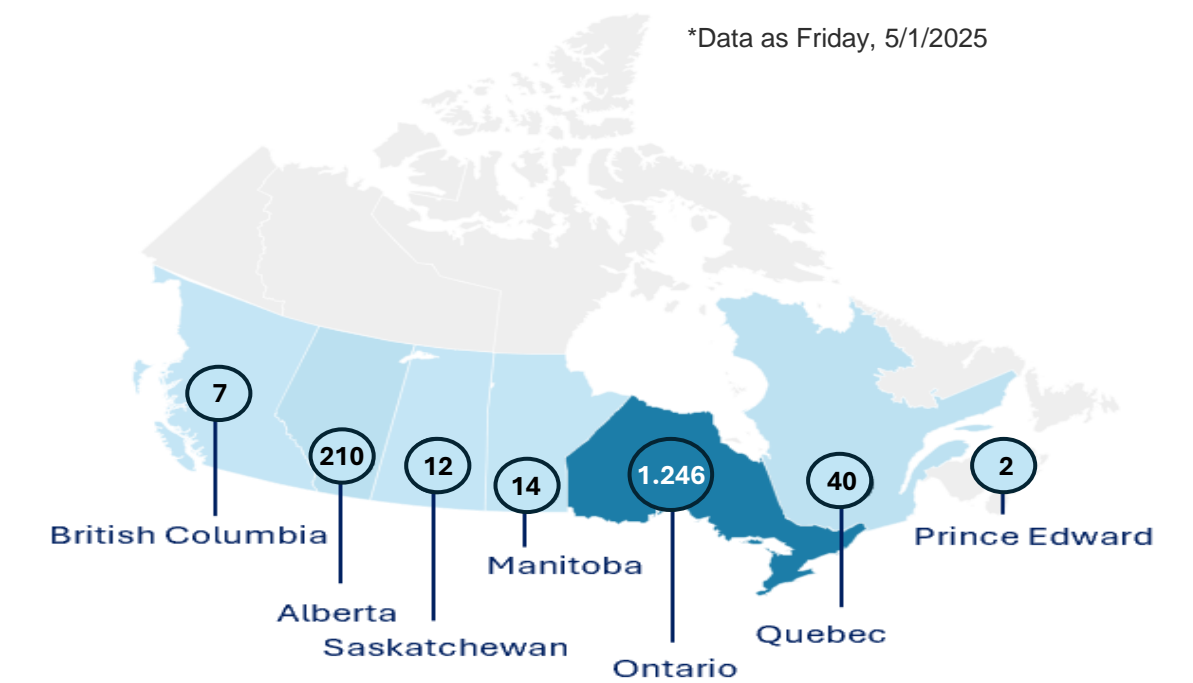 *Data as Friday, 5/1/2025
7
210
12
14
1.246
40
2
British Columbia
Prince Edward
Manitoba
Alberta
Saskatchewan
Quebec
Ontario